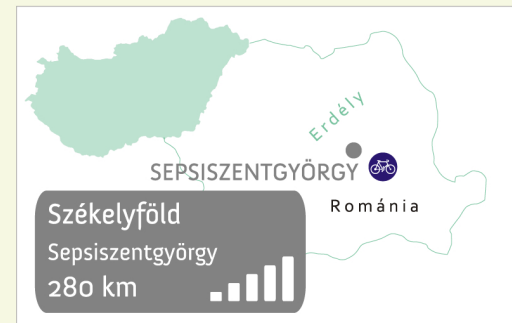 Erdély
SEPSISZENTGYÖRGY
Románia
Székelyföld
Sepsiszentgyörgy
280 km